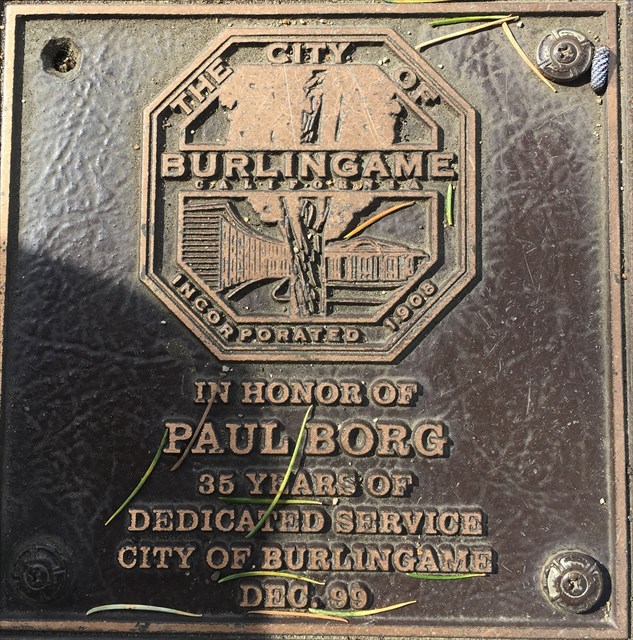 THE CITY OF
BURLINGAME
CALIFORNIA
INCORPORATED 1908
IN HONOR OF
PAUL BORG
35 YEARS OF
DEDICATED SERVICE
CITY OF BURLINGAME
DEC. 99